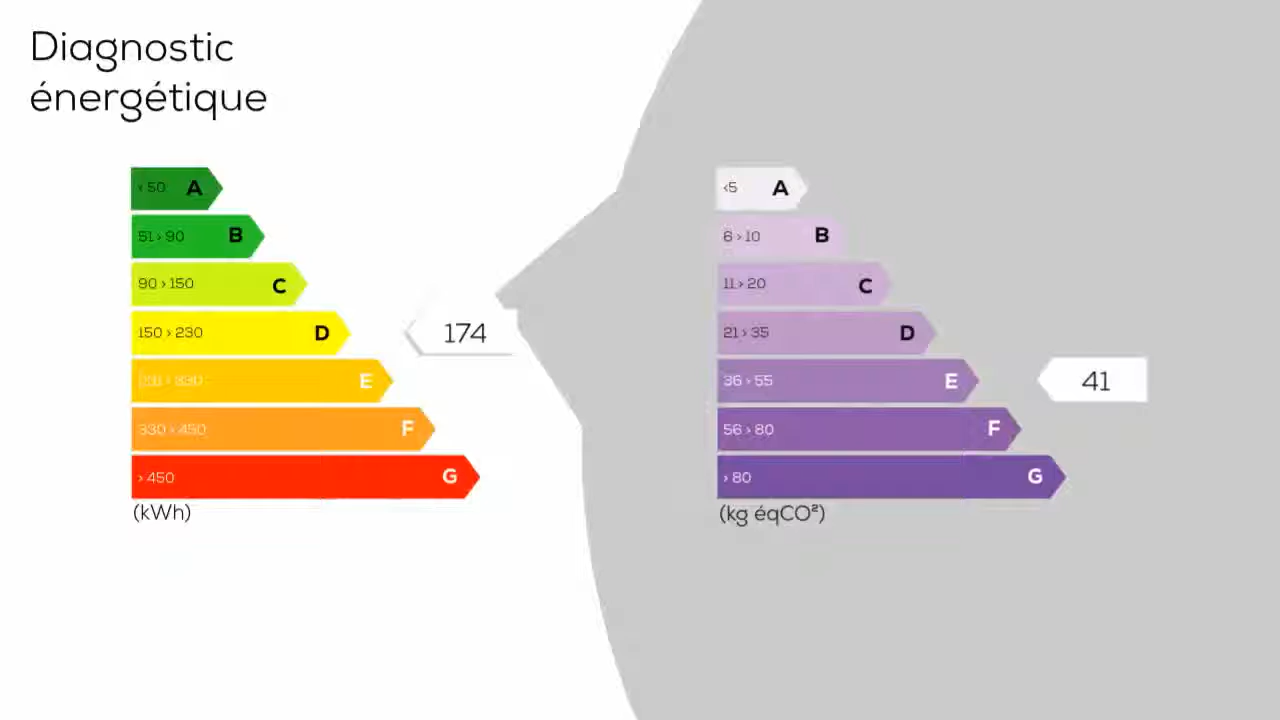 Diagnostic
énergétique
< 50 A
51 > 90 B
90 > 150 C
150 > 230 D
E
330 > 450 F
> 450 G
(kWh)
174
<5 A
6 > 10 B
11 > 20 C
21 > 35 D
36 > 55 E
56 > 80 F
> 80 G
(kg éqCO²)
41